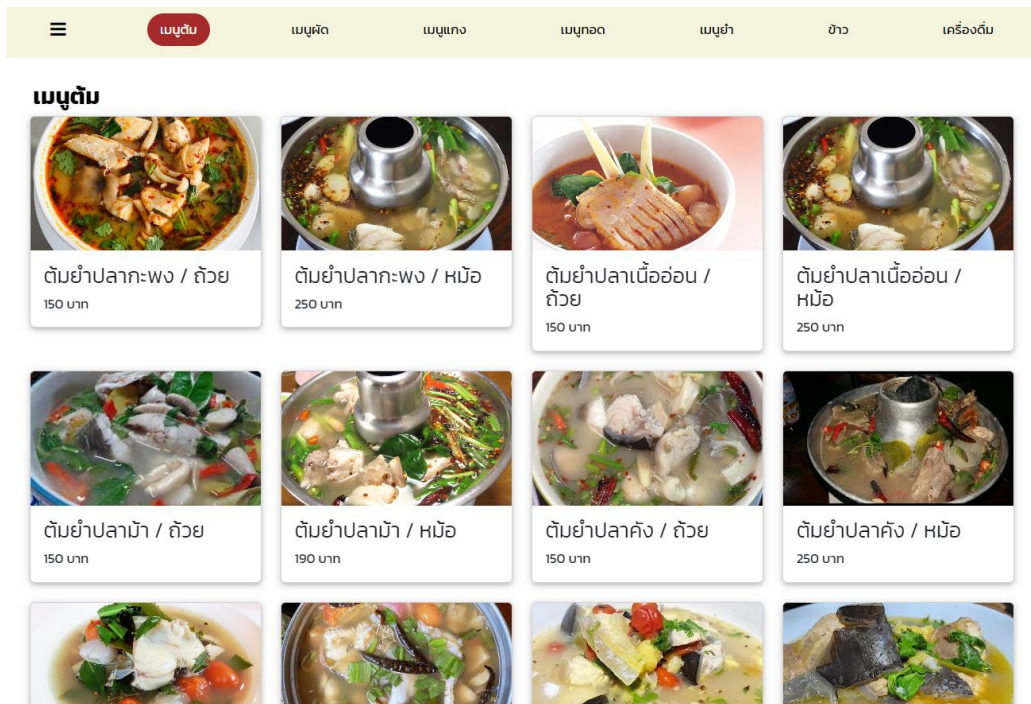 เมนูต้ม เมนูผัด เมนูแกง เมนูทอด เมนูยำ ข้าว เครื่องดื่ม
เมนูต้ม
ต้มยำปลากะพง / ถ้วย
150 บาท
ต้มยำปลากะพง / หม้อ
250 บาท
ต้มยำปลาเนื้ออ่อน /
ถ้วย
150 บาท
ต้มยำปลาเนื้ออ่อน /
หม้อ
250 บาท
ต้มยำปลาม้า / ถ้วย
150 บาท
ต้มยำปลาม้า / หม้อ
190 บาท
ต้มยำปลาคัง / ถ้วย
150 บาท
ต้มยำปลาคัง / หม้อ
250 บาท